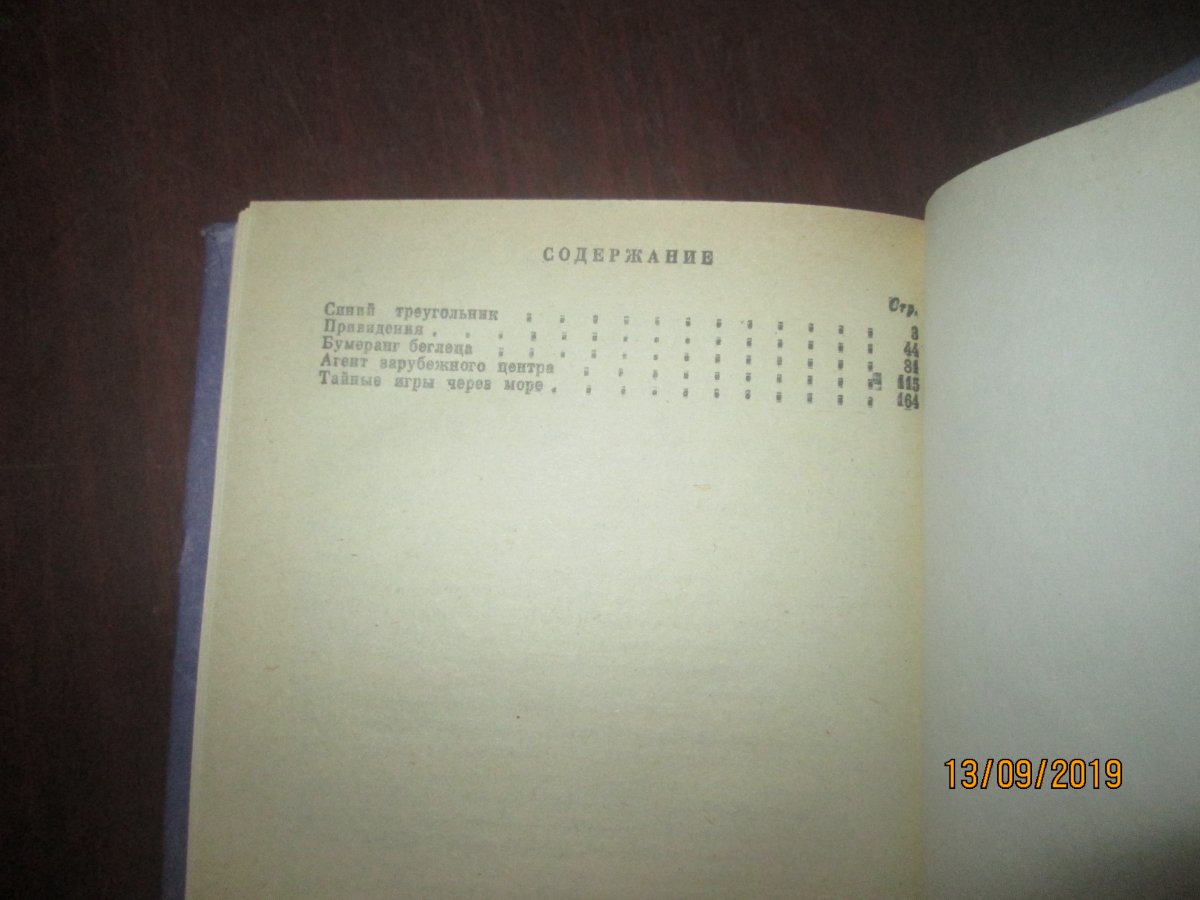 СОДЕРЖАНИЕ
Стр.
Синий треугольник . . . . . . . . . . . . 3
Привидения . . . . . . . . . . . . . . 44
Бумеранг беглеца . . . . . . . . . . . . . 81
Агент зарубежного центра . . . . . . . . . . 115
Тайные игры через море . . . . . . . . . . . 164
13/09/2019